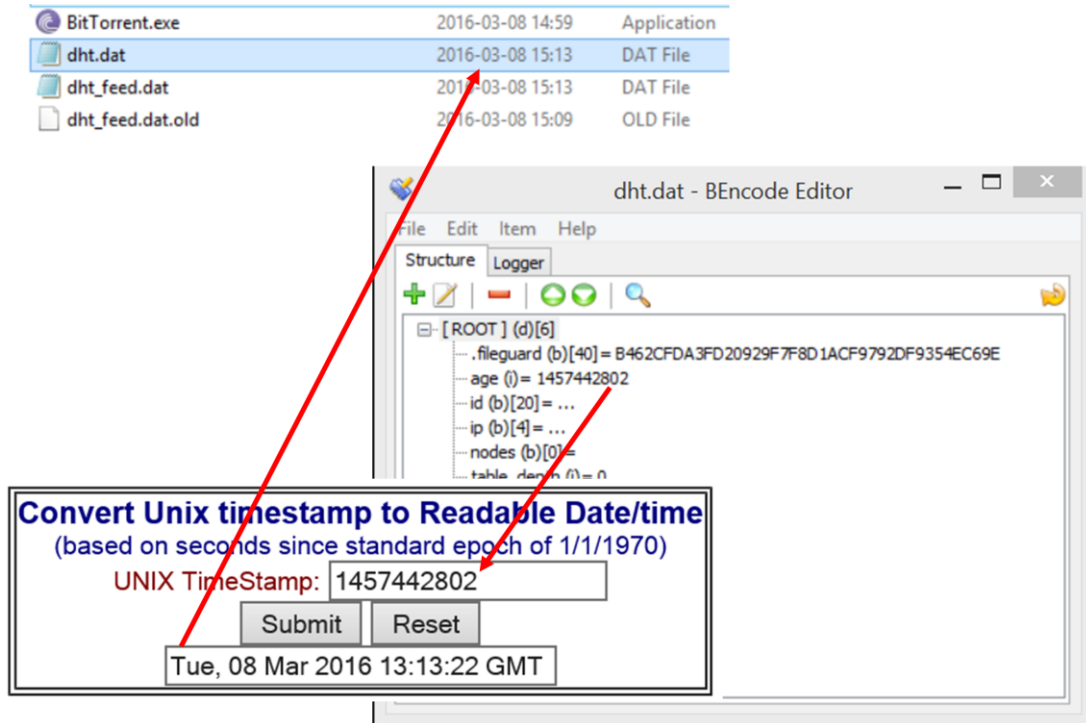 BitTorrent.exe 2016-03-08 14:59 Application
dht.dat 2016-03-08 15:13 DAT File
dht_feed.dat 2016-03-08 15:13 DAT File
dht_feed.dat.old 2016-03-08 15:09 OLD File
dht.dat - BEncode Editor
File Edit Item Help
Structure Logger
[ ROOT ] (d)[6]
.fileguard (b)[40] = B462CFDA3FD20929F7F8D1ACF9792DF9354EC69E
age (i) = 1457442802
id (b)[20] = ...
ip (b)[4] = ...
nodes (b)[0] =
table_depth (i) = 0
Convert Unix timestamp to Readable Date/time
(based on seconds since standard epoch of 1/1/1970)
UNIX TimeStamp: 1457442802
Submit Reset
Tue, 08 Mar 2016 13:13:22 GMT